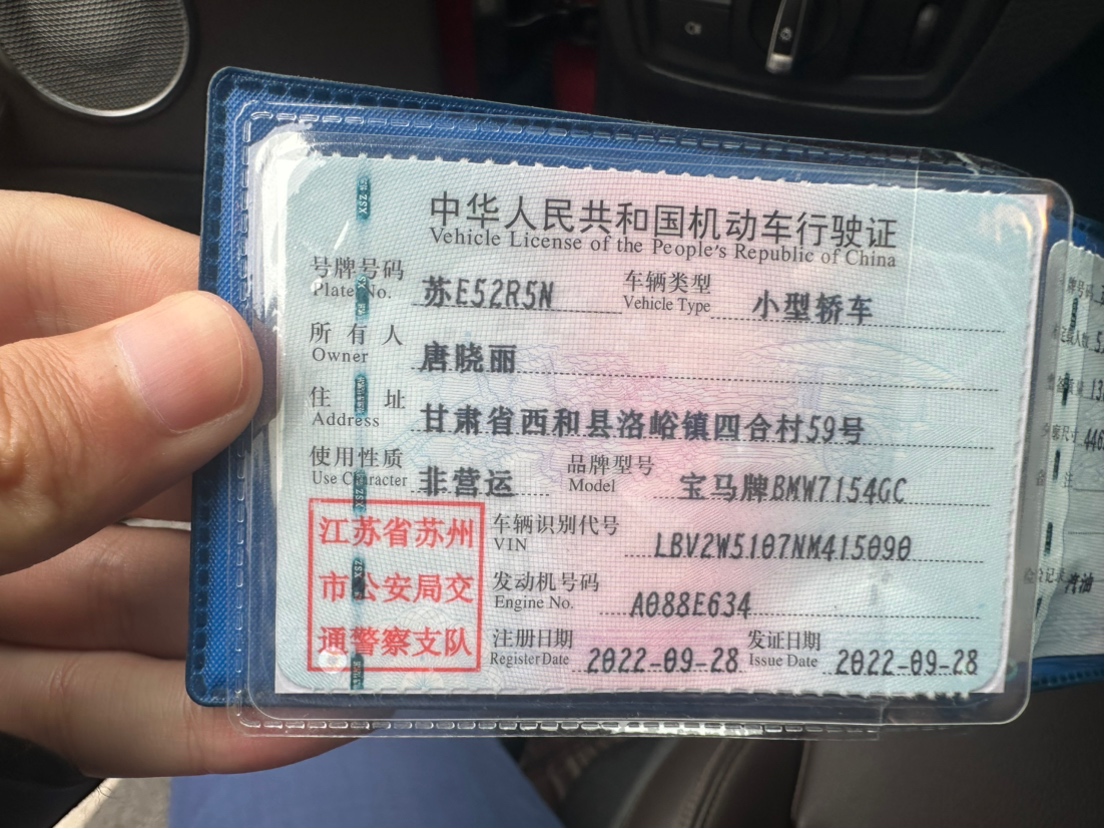 中华人民共和国机动车行驶证
Vehicle License of the People's Republic of China
号牌号码 苏E52R5N 车辆类型 小型轿车
Plate No. Vehicle Type
所有人 唐晓丽
Owner
住址 甘肃省西和县洛峪镇四合村59号
Address
使用性质 非营运 品牌型号 宝马牌BMW7154GC
Use Character Model
江苏省苏州
市公安局交
通警察支队
车辆识别代号 LBV2W5107NM415090
VIN
发动机号码 A088E634
Engine No.
注册日期 2022-09-28 发证日期 2022-09-28
Register Date Issue Date
牌号码
汽油